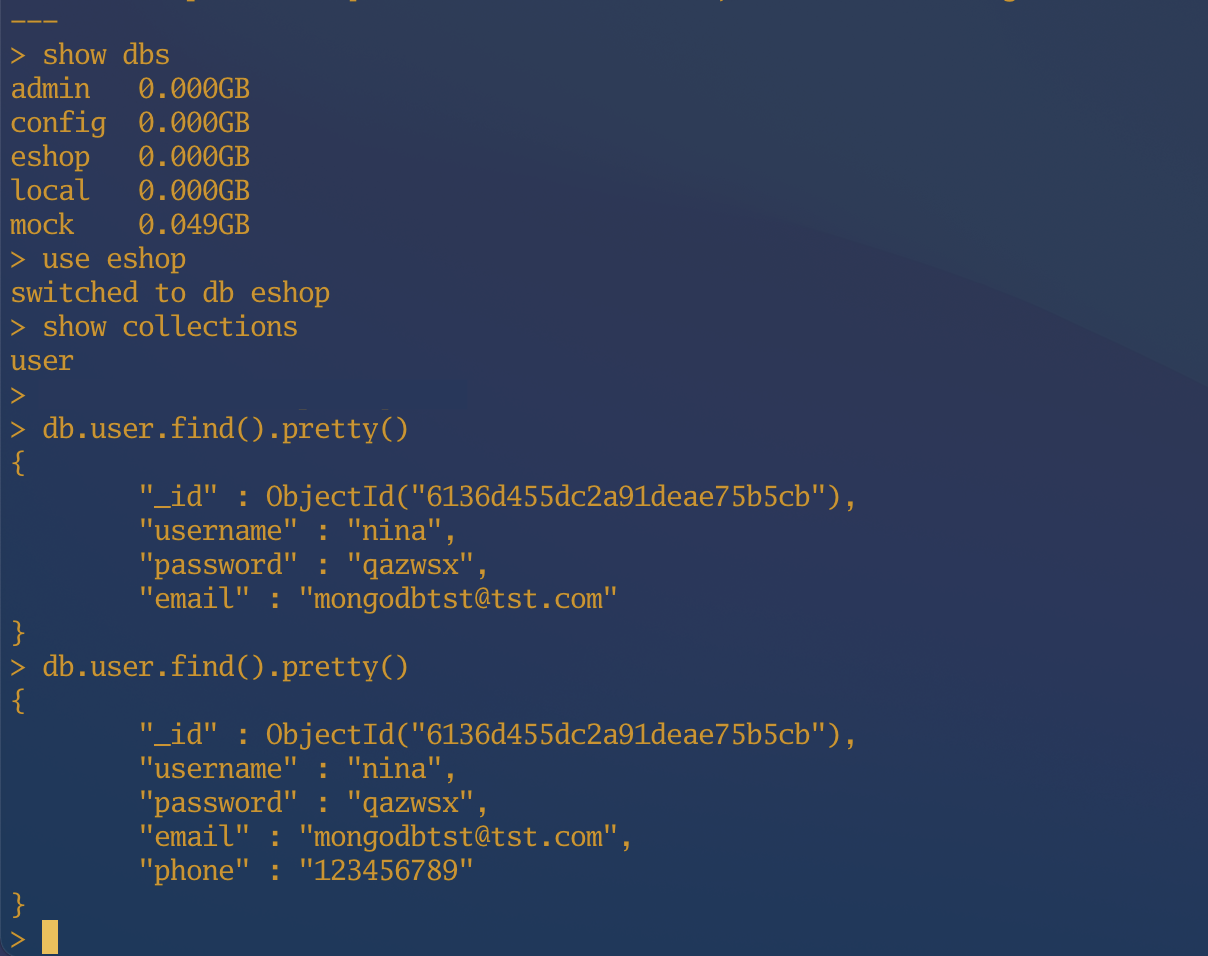 ---
> show dbs
admin   0.000GB
config  0.000GB
eshop   0.000GB
local   0.000GB
mock    0.049GB
> use eshop
switched to db eshop
> show collections
user
>
> db.user.find().pretty()
{
        "_id" : ObjectId("6136d455dc2a91deae75b5cb"),
        "username" : "nina",
        "password" : "qazwsx",
        "email" : "mongodbtst@tst.com"
}
> db.user.find().pretty()
{
        "_id" : ObjectId("6136d455dc2a91deae75b5cb"),
        "username" : "nina",
        "password" : "qazwsx",
        "email" : "mongodbtst@tst.com",
        "phone" : "123456789"
}
>